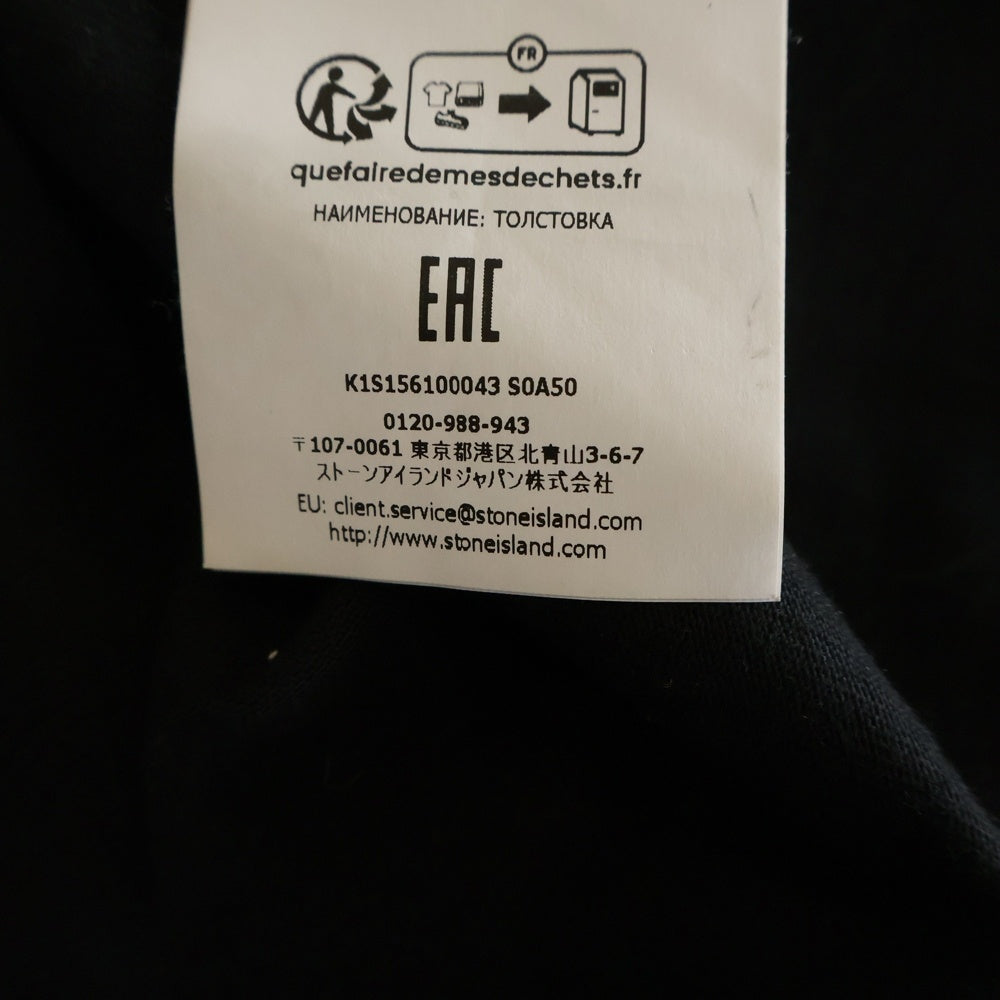 FR
quefairedemesdechets.fr
НАИМЕНОВАНИЕ: ТОЛСТОВКА
EAC
K1S156100043 S0A50
0120-988-943
〒107-0061 東京都港区北青山3-6-7
ストーンアイランドジャパン株式会社
EU: client.service@stoneisland.com
http://www.stoneisland.com